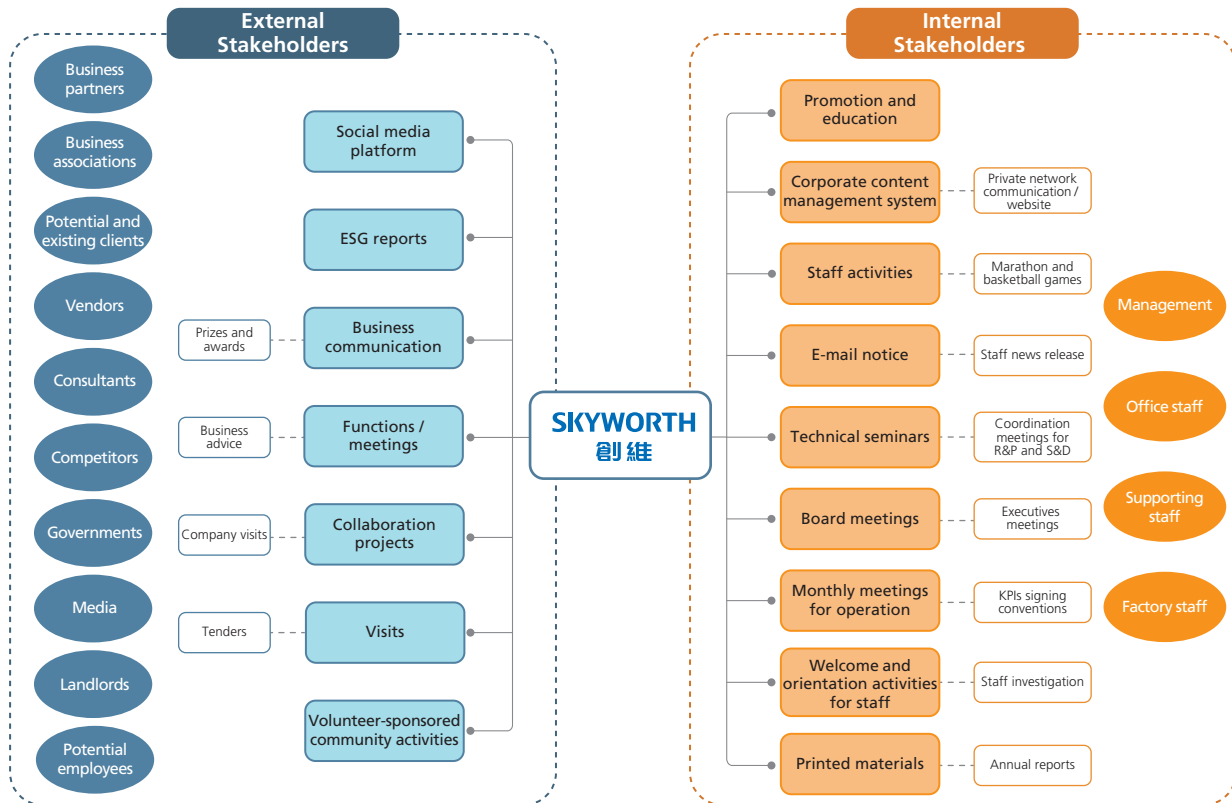 External
Stakeholders
Business
partners
Business
associations
Potential and
existing clients
Vendors
Consultants
Competitors
Governments
Media
Landlords
Potential
employees
Prizes and
awards
Business
advice
Company visits
Tenders
Social media
platform
ESG reports
Business
communication
Functions /
meetings
Collaboration
projects
Visits
Volunteer-sponsored
community activities
SKYWORTH
創維
Internal
Stakeholders
Promotion and
education
Corporate content
management system
Staff activities
E-mail notice
Technical seminars
Board meetings
Monthly meetings
for operation
Welcome and
orientation activities
for staff
Printed materials
Private network
communication /
website
Marathon and
basketball games
Staff news release
Coordination
meetings for
R&P and S&D
Executives
meetings
KPIs signing
conventions
Staff investigation
Annual reports
Management
Office staff
Supporting
staff
Factory staff